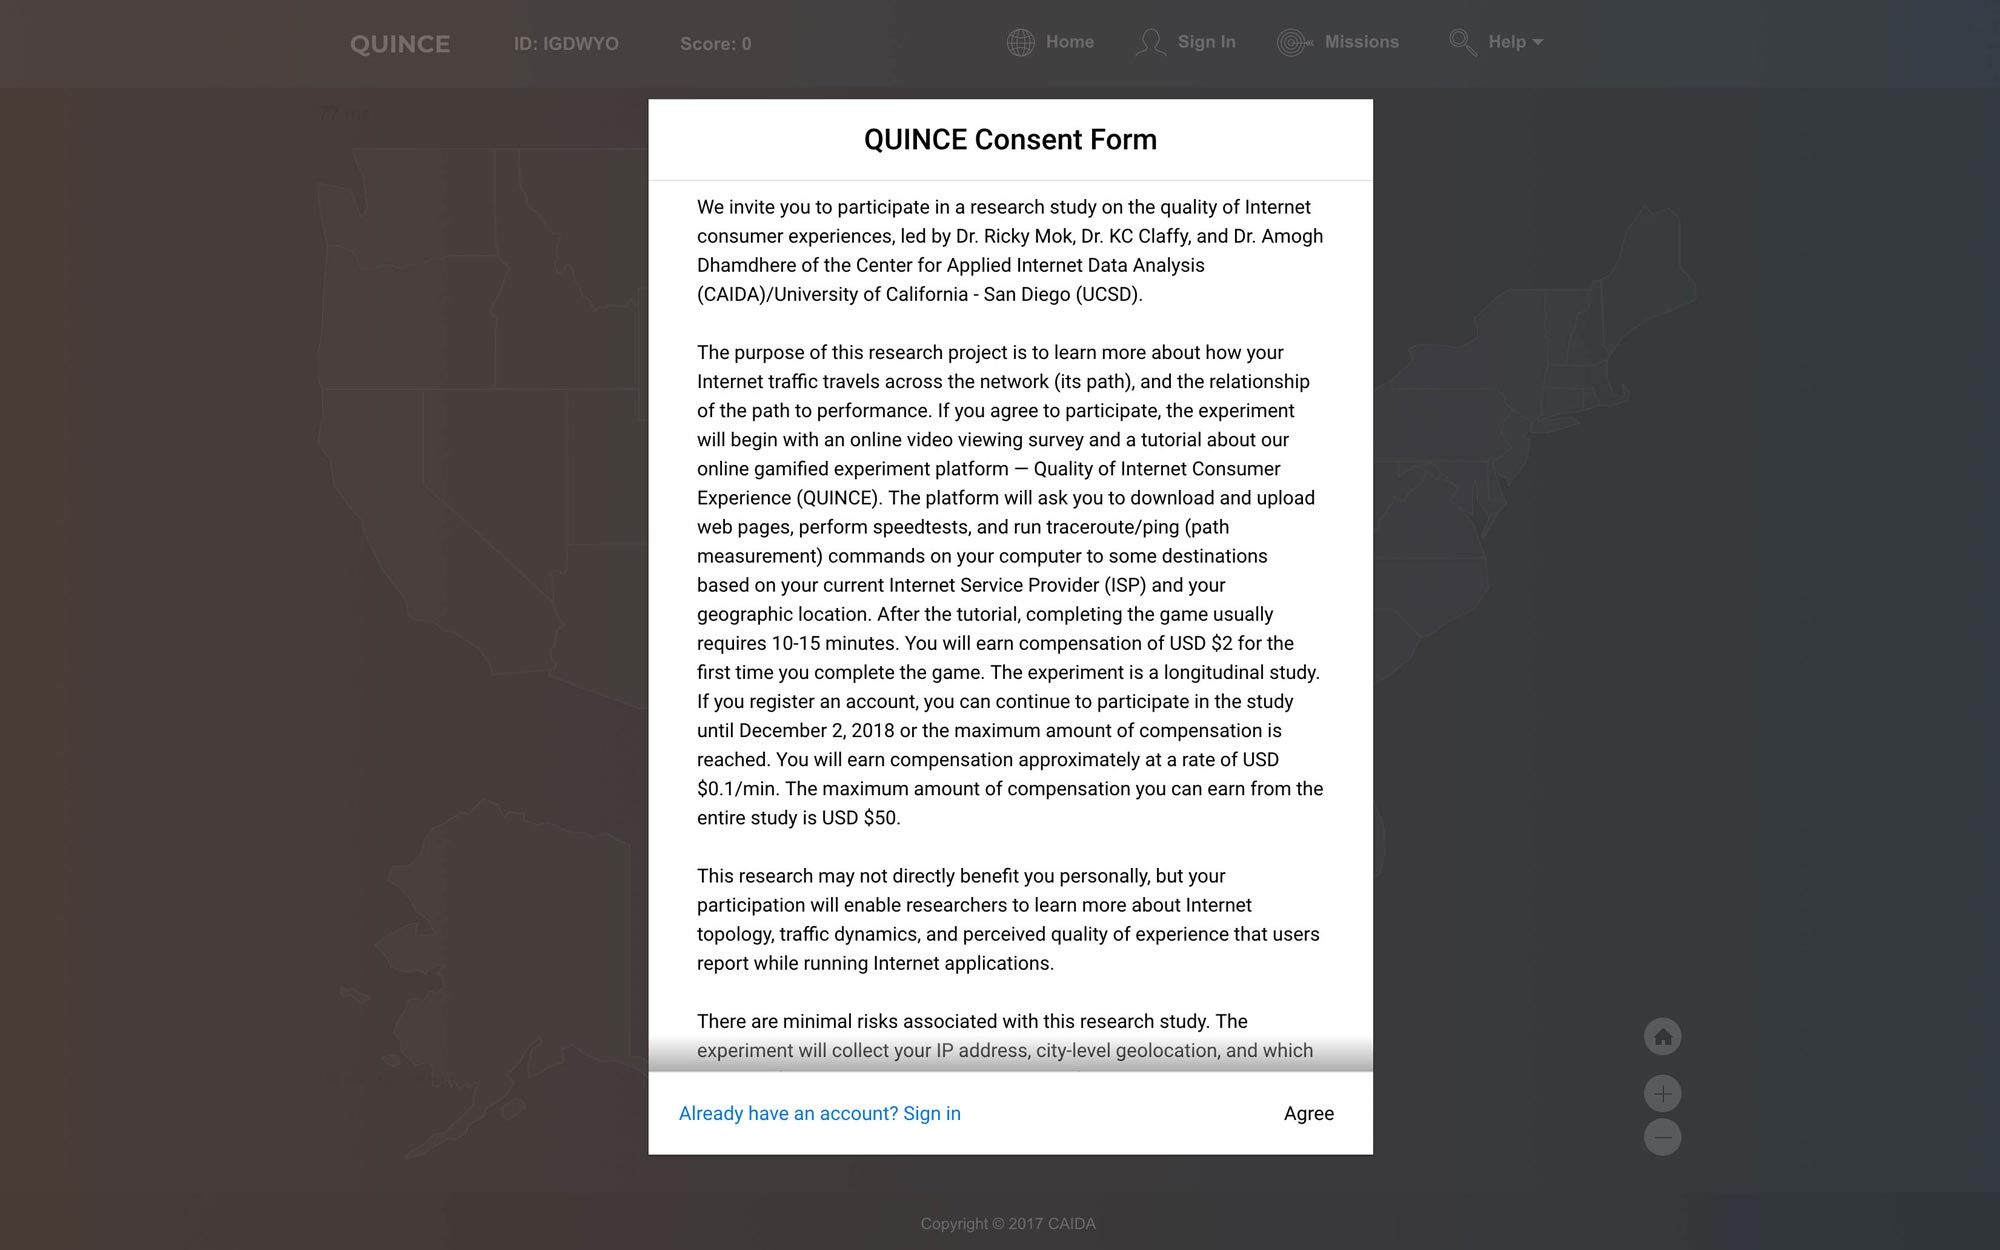 QUINCE ID: IGDWYO Score: 0 Home Sign In Missions Help
77 ms
QUINCE Consent Form
We invite you to participate in a research study on the quality of Internet
consumer experiences, led by Dr. Ricky Mok, Dr. KC Claffy, and Dr. Amogh
Dhamdhere of the Center for Applied Internet Data Analysis
(CAIDA)/University of California - San Diego (UCSD).
The purpose of this research project is to learn more about how your
Internet traffic travels across the network (its path), and the relationship
of the path to performance. If you agree to participate, the experiment
will begin with an online video viewing survey and a tutorial about our
online gamified experiment platform — Quality of Internet Consumer
Experience (QUINCE). The platform will ask you to download and upload
web pages, perform speedtests, and run traceroute/ping (path
measurement) commands on your computer to some destinations
based on your current Internet Service Provider (ISP) and your
geographic location. After the tutorial, completing the game usually
requires 10-15 minutes. You will earn compensation of USD $2 for the
first time you complete the game. The experiment is a longitudinal study.
If you register an account, you can continue to participate in the study
until December 2, 2018 or the maximum amount of compensation is
reached. You will earn compensation approximately at a rate of USD
$0.1/min. The maximum amount of compensation you can earn from the
entire study is USD $50.
This research may not directly benefit you personally, but your
participation will enable researchers to learn more about Internet
topology, traffic dynamics, and perceived quality of experience that users
report while running Internet applications.
There are minimal risks associated with this research study. The
experiment will collect your IP address, city-level geolocation, and which
Already have an account? Sign in Agree
Copyright © 2017 CAIDA